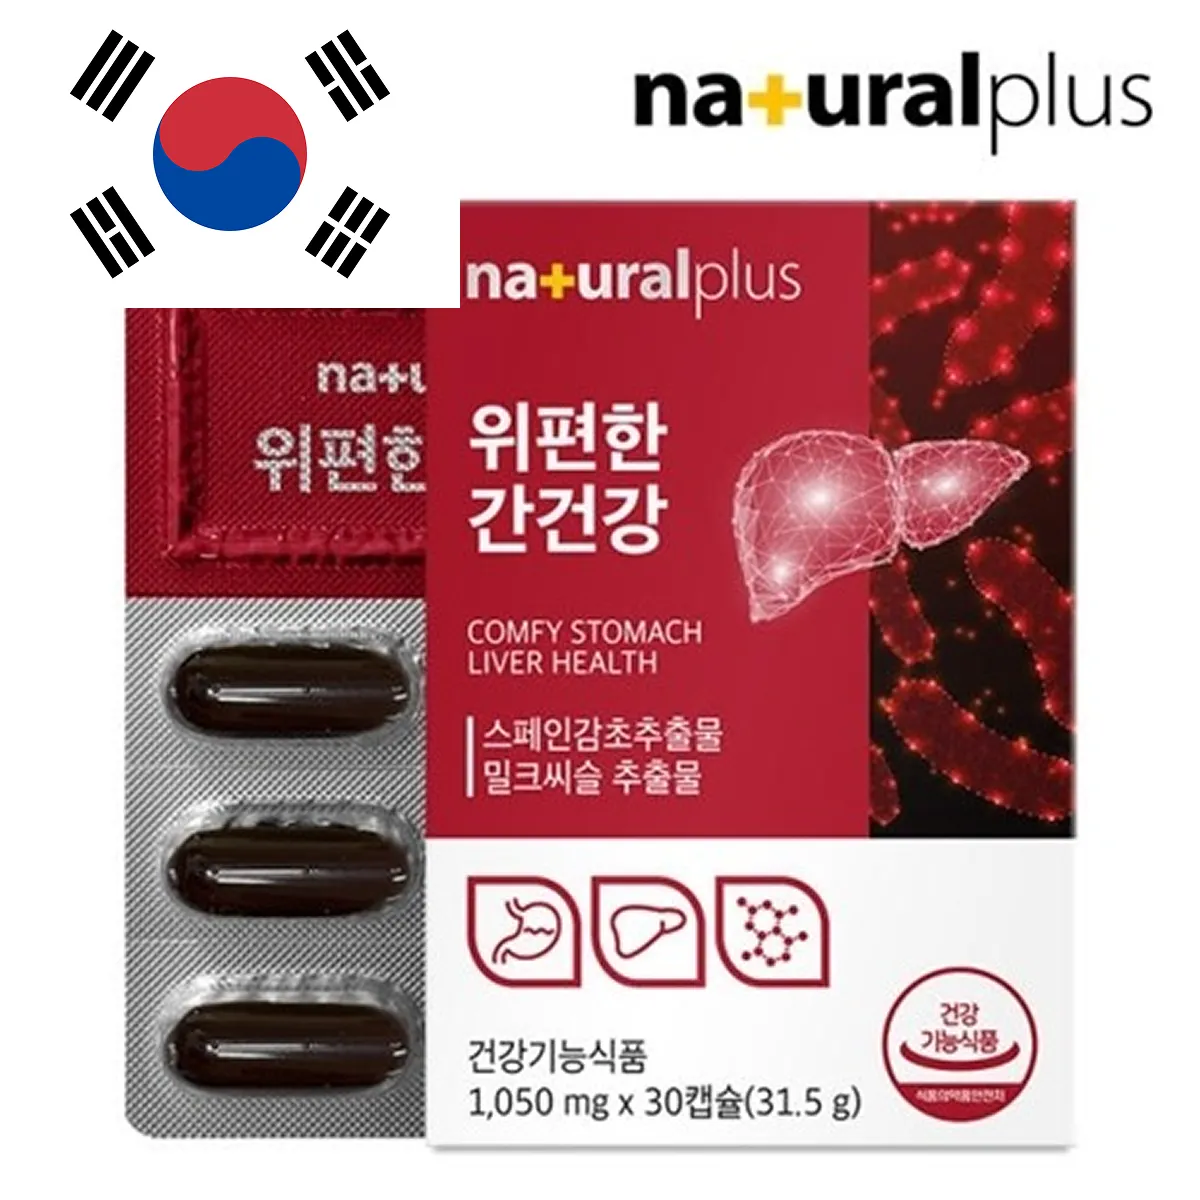 naturalplus
naturalplus
natu
위편한
위편한
간건강
COMFY STOMACH
LIVER HEALTH
스페인감초추출물
밀크씨슬 추출물
건강기능식품
1,050 mg x 30캡슐(31.5 g)
건강
기능식품
식품의약품안전처